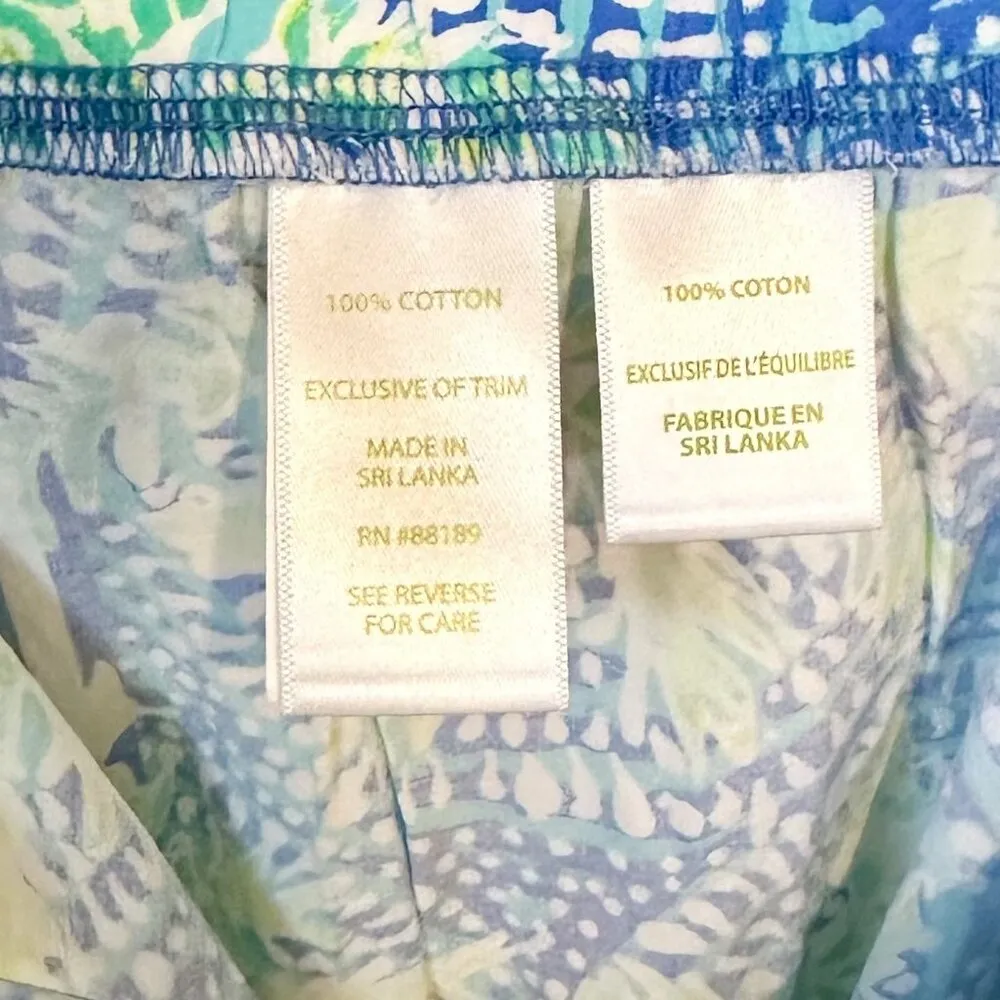 100% COTTON
EXCLUSIVE OF TRIM
MADE IN
SRI LANKA
RN #88189
SEE REVERSE
FOR CARE
100% COTON
EXCLUSIF DE L'ÉQUILIBRE
FABRIQUE EN
SRI LANKA